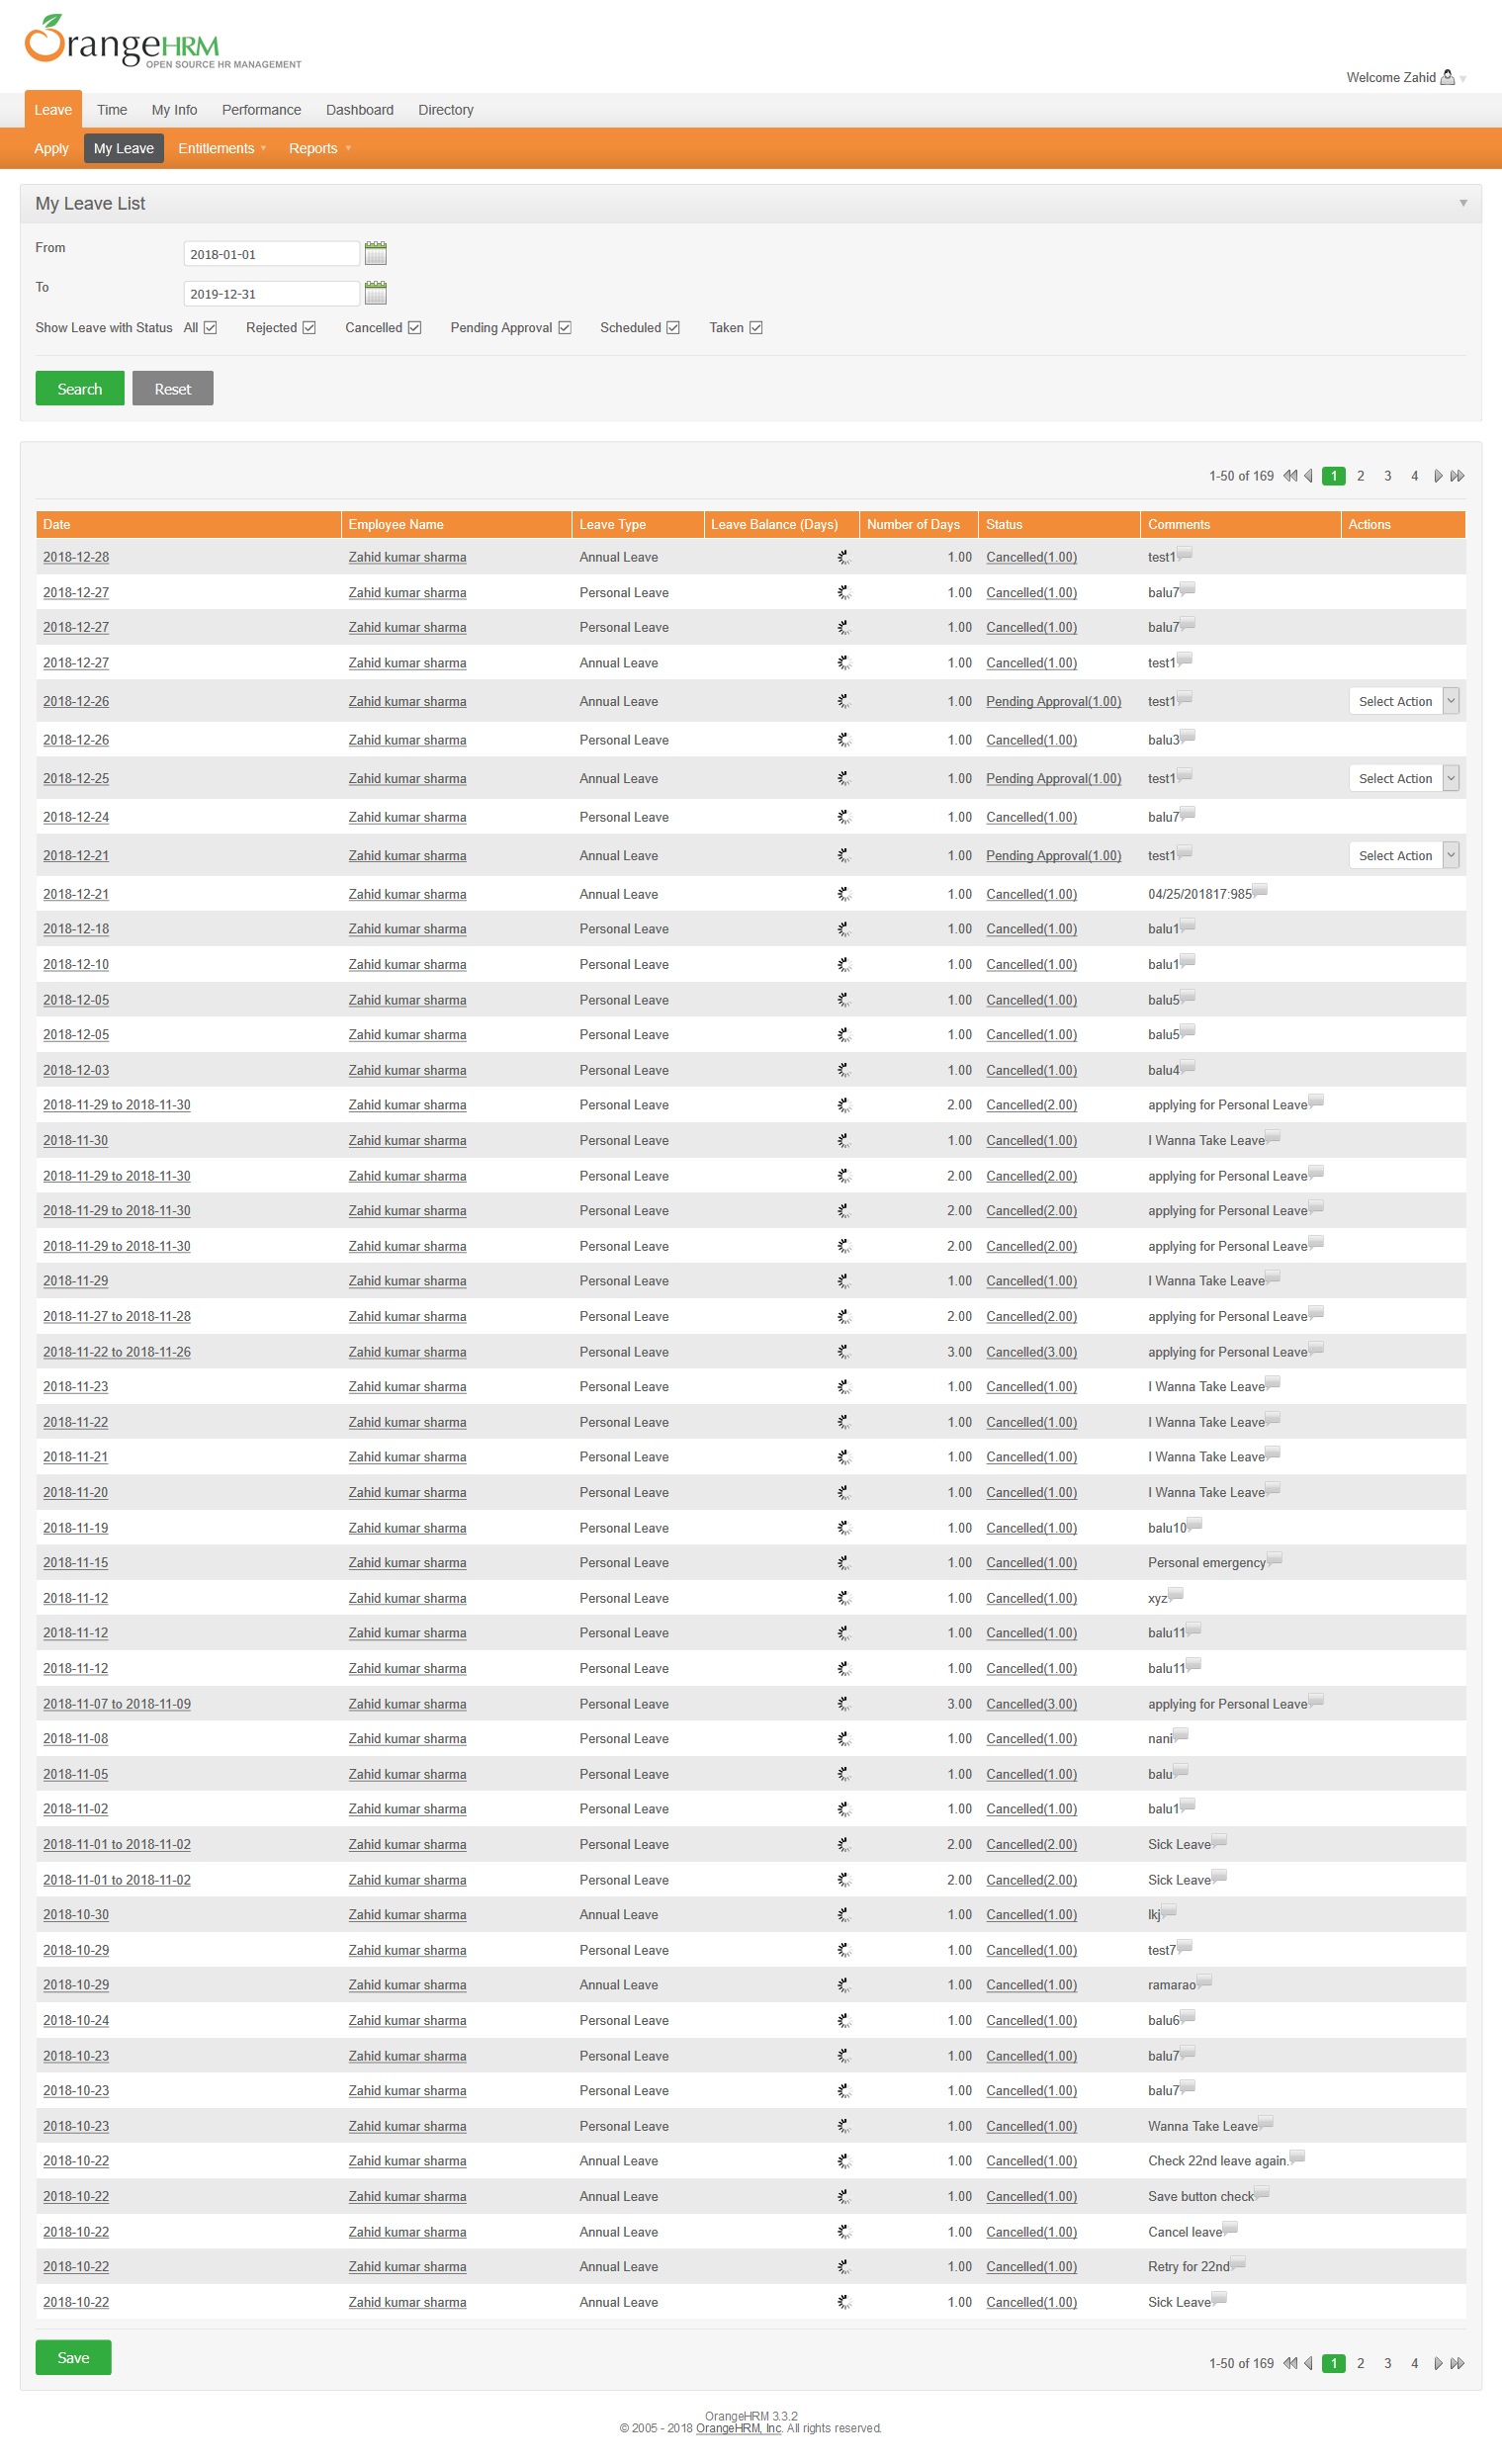 OrangeHRM
OPEN SOURCE HR MANAGEMENT
Welcome Zahid
Leave Time My Info Performance Dashboard Directory
Apply My Leave Entitlements Reports
My Leave List
From 2018-01-01
To 2019-12-31
Show Leave with Status All Rejected Cancelled Pending Approval Scheduled Taken
Search Reset
1-50 of 169 1 2 3 4
Date Employee Name Leave Type Leave Balance (Days) Number of Days Status Comments Actions
2018-12-28 Zahid kumar sharma Annual Leave 1.00 Cancelled(1.00) test1
2018-12-27 Zahid kumar sharma Personal Leave 1.00 Cancelled(1.00) balu7
2018-12-27 Zahid kumar sharma Personal Leave 1.00 Cancelled(1.00) balu7
2018-12-27 Zahid kumar sharma Annual Leave 1.00 Cancelled(1.00) test1
2018-12-26 Zahid kumar sharma Annual Leave 1.00 Pending Approval(1.00) test1 Select Action
2018-12-26 Zahid kumar sharma Personal Leave 1.00 Cancelled(1.00) balu3
2018-12-25 Zahid kumar sharma Annual Leave 1.00 Pending Approval(1.00) test1 Select Action
2018-12-24 Zahid kumar sharma Personal Leave 1.00 Cancelled(1.00) balu7
2018-12-21 Zahid kumar sharma Annual Leave 1.00 Pending Approval(1.00) test1 Select Action
2018-12-21 Zahid kumar sharma Annual Leave 1.00 Cancelled(1.00) 04/25/201817:985
2018-12-18 Zahid kumar sharma Personal Leave 1.00 Cancelled(1.00) balu1
2018-12-10 Zahid kumar sharma Personal Leave 1.00 Cancelled(1.00) balu1
2018-12-05 Zahid kumar sharma Personal Leave 1.00 Cancelled(1.00) balu5
2018-12-05 Zahid kumar sharma Personal Leave 1.00 Cancelled(1.00) balu5
2018-12-03 Zahid kumar sharma Personal Leave 1.00 Cancelled(1.00) balu4
2018-11-29 to 2018-11-30 Zahid kumar sharma Personal Leave 2.00 Cancelled(2.00) applying for Personal Leave
2018-11-30 Zahid kumar sharma Personal Leave 1.00 Cancelled(1.00) I Wanna Take Leave
2018-11-29 to 2018-11-30 Zahid kumar sharma Personal Leave 2.00 Cancelled(2.00) applying for Personal Leave
2018-11-29 to 2018-11-30 Zahid kumar sharma Personal Leave 2.00 Cancelled(2.00) applying for Personal Leave
2018-11-29 to 2018-11-30 Zahid kumar sharma Personal Leave 2.00 Cancelled(2.00) applying for Personal Leave
2018-11-29 Zahid kumar sharma Personal Leave 1.00 Cancelled(1.00) I Wanna Take Leave
2018-11-27 to 2018-11-28 Zahid kumar sharma Personal Leave 2.00 Cancelled(2.00) applying for Personal Leave
2018-11-22 to 2018-11-26 Zahid kumar sharma Personal Leave 3.00 Cancelled(3.00) applying for Personal Leave
2018-11-23 Zahid kumar sharma Personal Leave 1.00 Cancelled(1.00) I Wanna Take Leave
2018-11-22 Zahid kumar sharma Personal Leave 1.00 Cancelled(1.00) I Wanna Take Leave
2018-11-21 Zahid kumar sharma Personal Leave 1.00 Cancelled(1.00) I Wanna Take Leave
2018-11-20 Zahid kumar sharma Personal Leave 1.00 Cancelled(1.00) I Wanna Take Leave
2018-11-19 Zahid kumar sharma Personal Leave 1.00 Cancelled(1.00) balu10
2018-11-15 Zahid kumar sharma Personal Leave 1.00 Cancelled(1.00) Personal emergency
2018-11-12 Zahid kumar sharma Personal Leave 1.00 Cancelled(1.00) xyz
2018-11-12 Zahid kumar sharma Personal Leave 1.00 Cancelled(1.00) balu11
2018-11-12 Zahid kumar sharma Personal Leave 1.00 Cancelled(1.00) balu11
2018-11-07 to 2018-11-09 Zahid kumar sharma Personal Leave 3.00 Cancelled(3.00) applying for Personal Leave
2018-11-08 Zahid kumar sharma Personal Leave 1.00 Cancelled(1.00) nani
2018-11-05 Zahid kumar sharma Personal Leave 1.00 Cancelled(1.00) balu
2018-11-02 Zahid kumar sharma Personal Leave 1.00 Cancelled(1.00) balu1
2018-11-01 to 2018-11-02 Zahid kumar sharma Personal Leave 2.00 Cancelled(2.00) Sick Leave
2018-11-01 to 2018-11-02 Zahid kumar sharma Personal Leave 2.00 Cancelled(2.00) Sick Leave
2018-10-30 Zahid kumar sharma Annual Leave 1.00 Cancelled(1.00) lkj
2018-10-29 Zahid kumar sharma Personal Leave 1.00 Cancelled(1.00) test7
2018-10-29 Zahid kumar sharma Annual Leave 1.00 Cancelled(1.00) ramarao
2018-10-24 Zahid kumar sharma Personal Leave 1.00 Cancelled(1.00) balu6
2018-10-23 Zahid kumar sharma Personal Leave 1.00 Cancelled(1.00) balu7
2018-10-23 Zahid kumar sharma Personal Leave 1.00 Cancelled(1.00) balu7
2018-10-23 Zahid kumar sharma Personal Leave 1.00 Cancelled(1.00) Wanna Take Leave
2018-10-22 Zahid kumar sharma Annual Leave 1.00 Cancelled(1.00) Check 22nd leave again.
2018-10-22 Zahid kumar sharma Annual Leave 1.00 Cancelled(1.00) Save button check
2018-10-22 Zahid kumar sharma Annual Leave 1.00 Cancelled(1.00) Cancel leave
2018-10-22 Zahid kumar sharma Annual Leave 1.00 Cancelled(1.00) Retry for 22nd
2018-10-22 Zahid kumar sharma Annual Leave 1.00 Cancelled(1.00) Sick Leave
Save
1-50 of 169 1 2 3 4
OrangeHRM 3.3.2
© 2005 - 2018 OrangeHRM, Inc. All rights reserved.